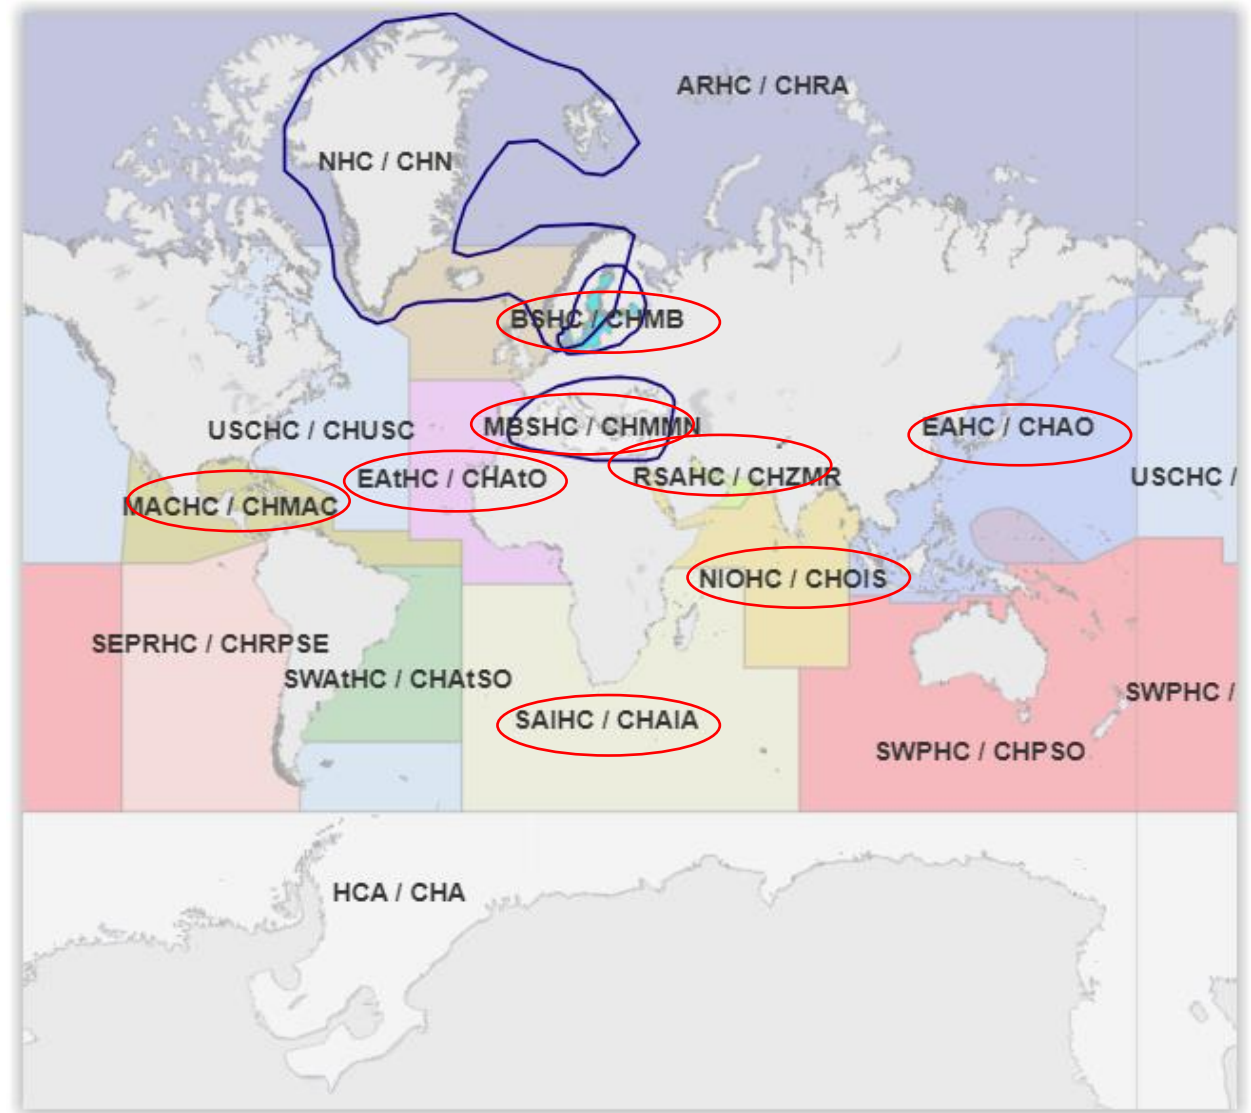 ARHC / CHRA
NHC / CHN
BSHC / CHMB
USCHC / CHUSC
MBSHC / CHMMN
EAHC / CHAO
EAtHC / CHAtO
RSAHC / CHZMR
USCHC /
MACHC / CHMAC
NIOHC / CHOIS
SEPRHC / CHRPSE
SWAtHC / CHAtSO
SWPHC /
SAIHC / CHAIA
SWPHC / CHPSO
HCA / CHA